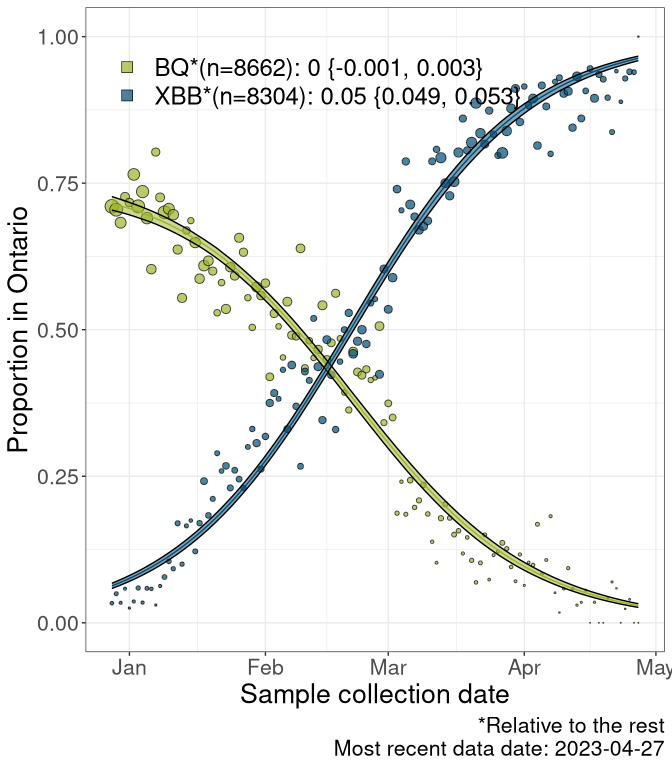 1.00
0.75
0.50
0.25
0.00
Proportion in Ontario
BQ*(n=8662): 0 {-0.001, 0.003}
XBB*(n=8304): 0.05 {0.049, 0.053}
Jan Feb Mar Apr May
Sample collection date
*Relative to the rest
Most recent data date: 2023-04-27